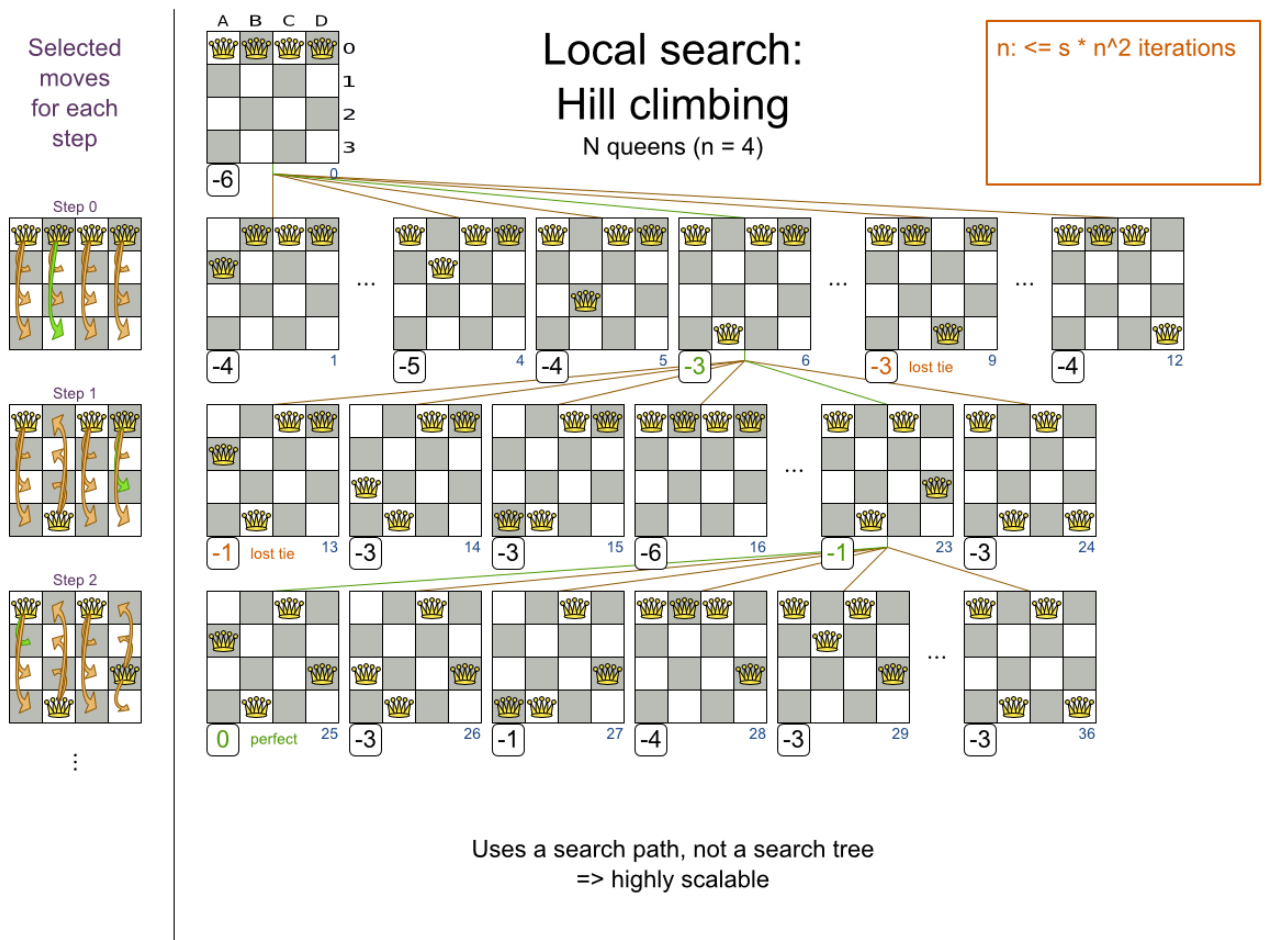 Selected
moves
for each
step
A B C D
0
1
2
3
Local search:
Hill climbing
N queens (n = 4)
n: <= s * n^2 iterations
-6
0
Step 0
...
...
...
-4
1
-5
4
-4
5
-3
6
-3
lost tie
9
-4
12
Step 1
...
-1
lost tie
13
-3
14
-3
15
-6
16
-1
23
-3
24
Step 2
...
0
perfect
25
-3
26
-1
27
-4
28
-3
29
-3
36
...
Uses a search path, not a search tree
=> highly scalable